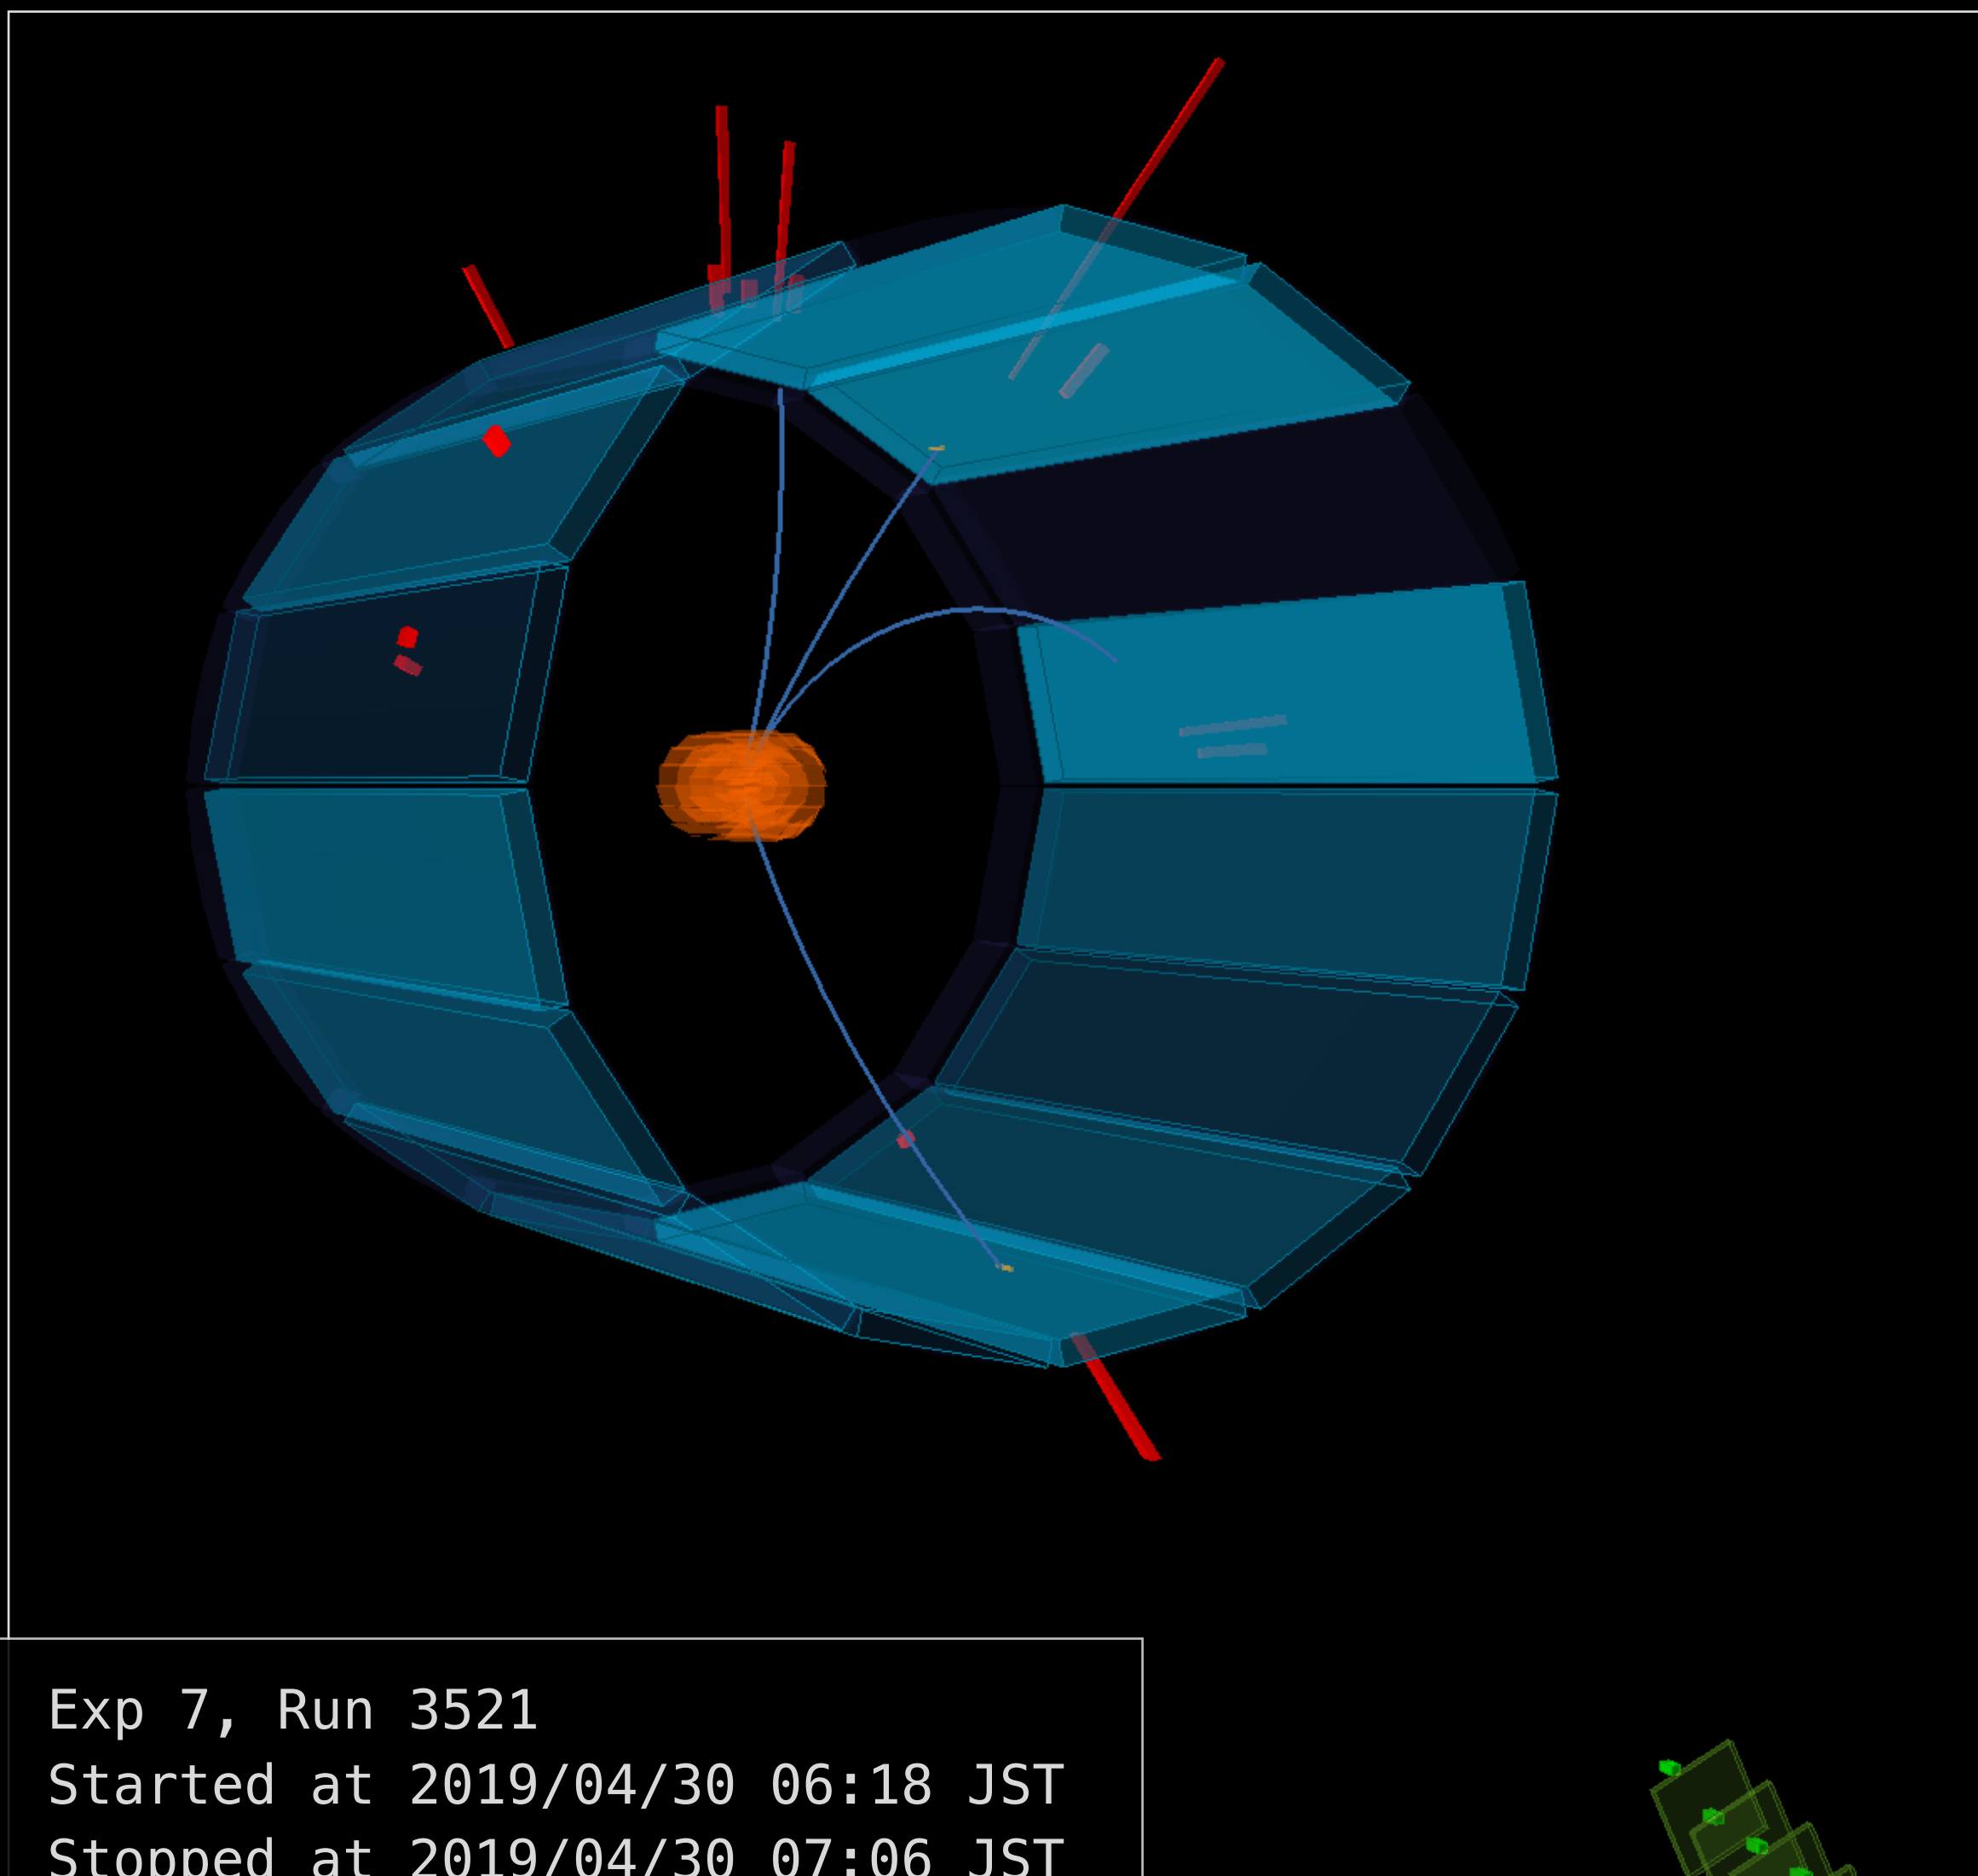 Exp 7, Run 3521
Started at 2019/04/30 06:18 JST
Stopped at 2019/04/30 07:06 JST